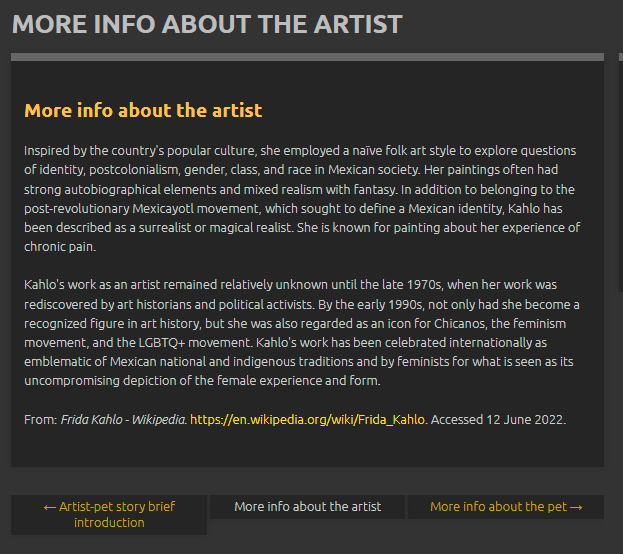 MORE INFO ABOUT THE ARTIST
More info about the artist
Inspired by the country's popular culture, she employed a naïve folk art style to explore questions
of identity, postcolonialism, gender, class, and race in Mexican society. Her paintings often had
strong autobiographical elements and mixed realism with fantasy. In addition to belonging to the
post-revolutionary Mexicayotl movement, which sought to define a Mexican identity, Kahlo has
been described as a surrealist or magical realist. She is known for painting about her experience of
chronic pain.
Kahlo's work as an artist remained relatively unknown until the late 1970s, when her work was
rediscovered by art historians and political activists. By the early 1990s, not only had she become a
recognized figure in art history, but she was also regarded as an icon for Chicanos, the feminism
movement, and the LGBTQ+ movement. Kahlo's work has been celebrated internationally as
emblematic of Mexican national and indigenous traditions and by feminists for what is seen as its
uncompromising depiction of the female experience and form.
From: Frida Kahlo - Wikipedia. https://en.wikipedia.org/wiki/Frida_Kahlo. Accessed 12 June 2022.
← Artist-pet story brief
introduction
More info about the artist
More info about the pet →